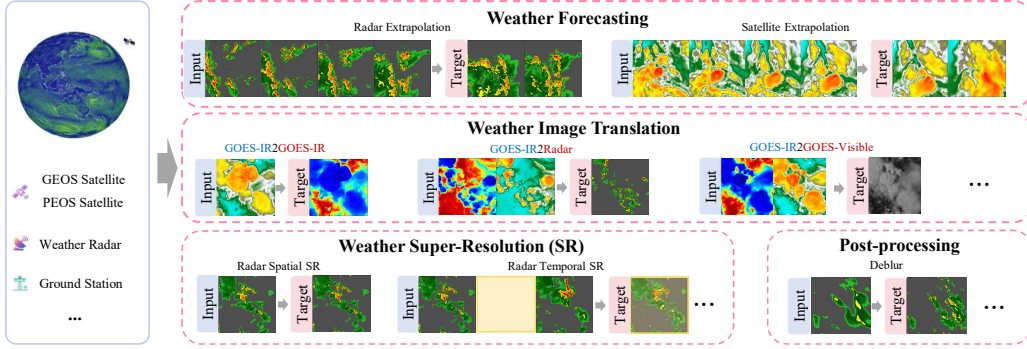 GEOS Satellite
PEOS Satellite
Weather Radar
Ground Station
...
Weather Forecasting
Radar Extrapolation
Input
Target
Satellite Extrapolation
Input
Target
Weather Image Translation
GOES-IR2GOES-IR
Input
Target
GOES-IR2Radar
Input
Target
GOES-IR2GOES-Visible
Input
Target
...
Weather Super-Resolution (SR)
Radar Spatial SR
Input
Target
Radar Temporal SR
Input
Target
...
Post-processing
Deblur
Input
Target
...